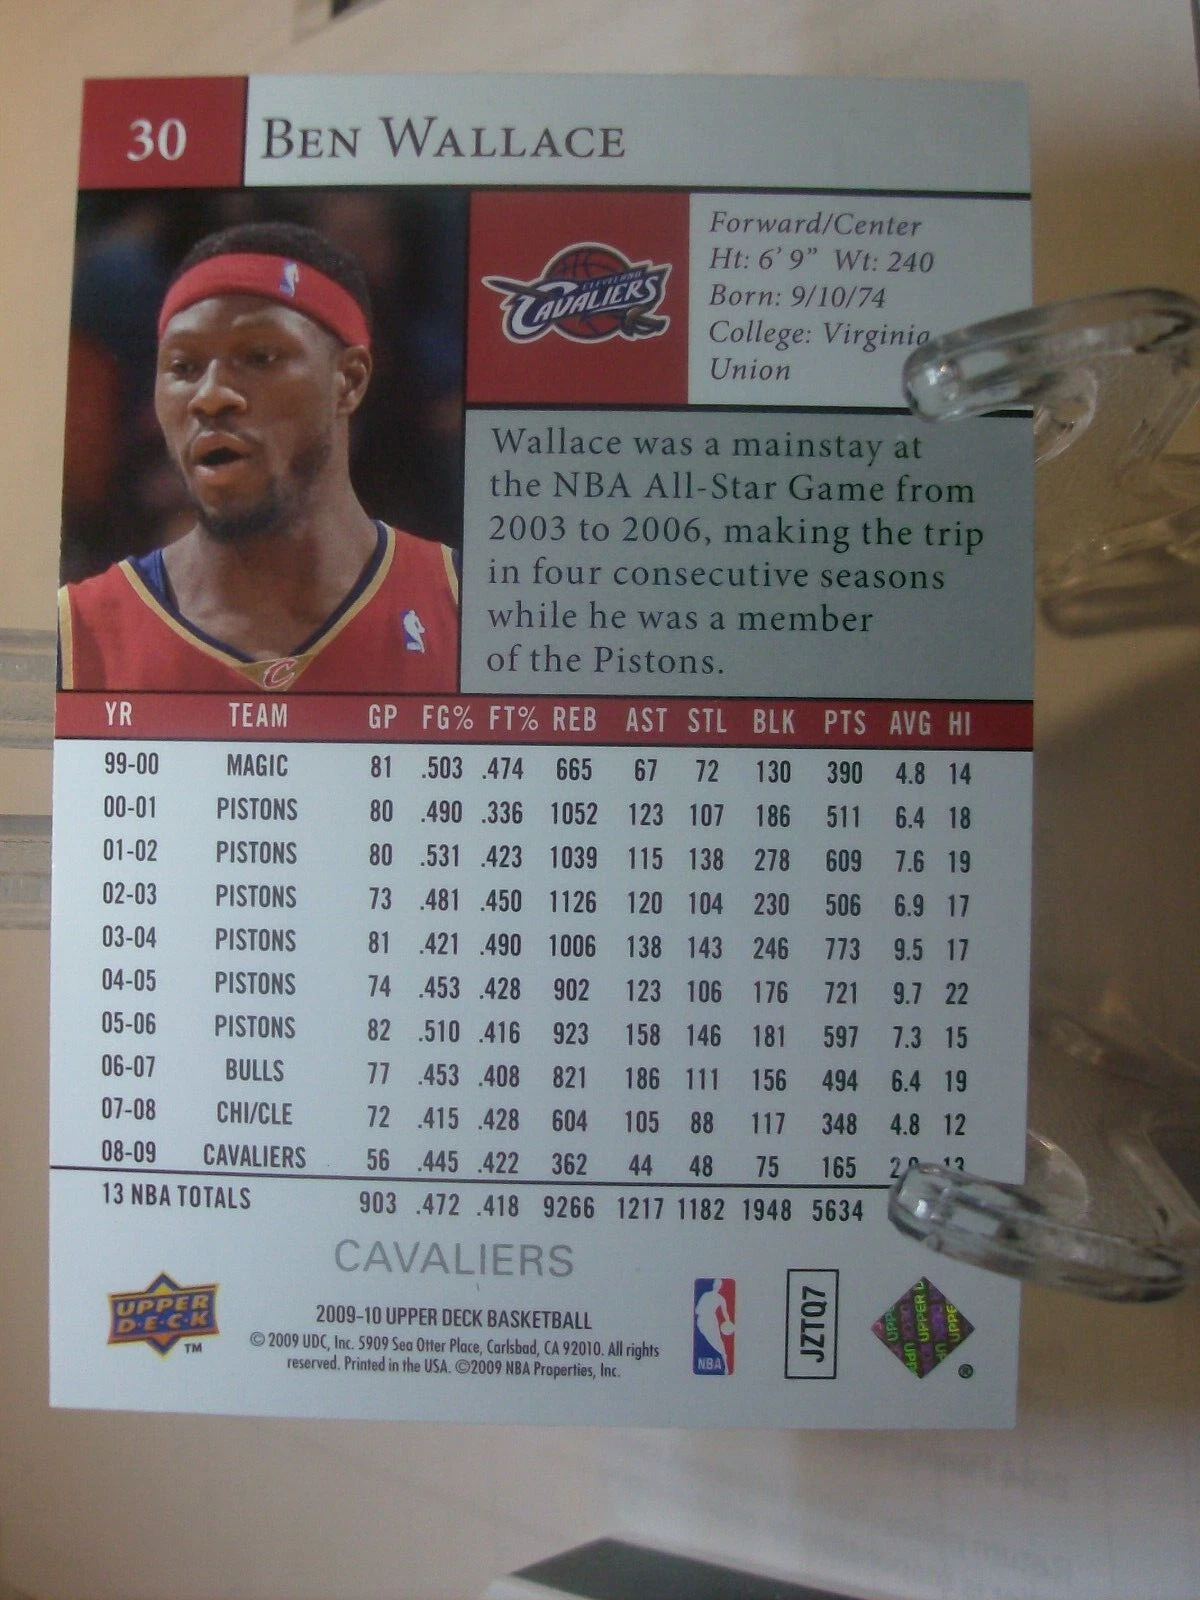 30 BEN WALLACE
CLEVELAND
CAVALIERS
Forward/Center
Ht: 6' 9" Wt: 240
Born: 9/10/74
College: Virginia
Union
Wallace was a mainstay at
the NBA All-Star Game from
2003 to 2006, making the trip
in four consecutive seasons
while he was a member
of the Pistons.
C
YR TEAM GP FG% FT% REB AST STL BLK PTS AVG HI
99-00 MAGIC 81 .503 .474 665 67 72 130 390 4.8 14
00-01 PISTONS 80 .490 .336 1052 123 107 186 511 6.4 18
01-02 PISTONS 80 .531 .423 1039 115 138 278 609 7.6 19
02-03 PISTONS 73 .481 .450 1126 120 104 230 506 6.9 17
03-04 PISTONS 81 .421 .490 1006 138 143 246 773 9.5 17
04-05 PISTONS 74 .453 .428 902 123 106 176 721 9.7 22
05-06 PISTONS 82 .510 .416 923 158 146 181 597 7.3 15
06-07 BULLS 77 .453 .408 821 186 111 156 494 6.4 19
07-08 CHI/CLE 72 .415 .428 604 105 88 117 348 4.8 12
08-09 CAVALIERS 56 .445 .422 362 44 48 75 165 13
13 NBA TOTALS 903 .472 .418 9266 1217 1182 1948 5634
CAVALIERS
UPPER
D·E·C·K
TM
2009-10 UPPER DECK BASKETBALL
© 2009 UDC, Inc. 5909 Sea Otter Place, Carlsbad, CA 92010. All rights
reserved. Printed in the USA. ©2009 NBA Properties, Inc.
NBA
JZTQ7
UPPER D
UPPE
®